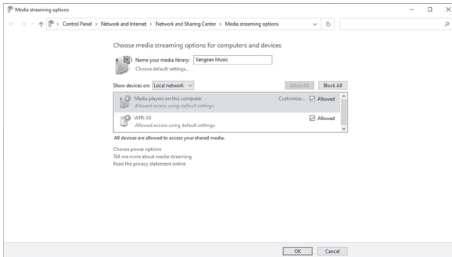 Media streaming options
Control Panel > Network and Internet > Network and Sharing Center > Media streaming options
Choose media streaming options for computers and devices
Name your media library: Sangean Music
Choose default settings...
Show devices on: Local network
Allow All
Block All
Media players on this computer
Customize...
Allowed
Allowed access using default settings.
WFR-39
Allowed
Allowed access using default settings.
All devices are allowed to access your shared media.
Choose power options
Tell me more about media streaming
Read the privacy statement online
OK
Cancel